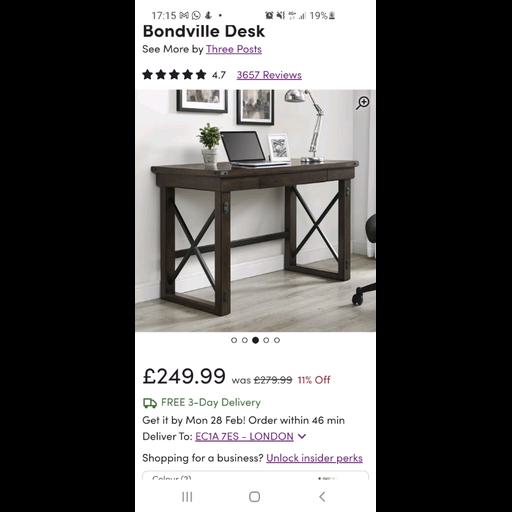 17:15
19%
Bondville Desk
See More by Three Posts
4.7 3657 Reviews
£249.99 was £279.99 11% Off
FREE 3-Day Delivery
Get it by Mon 28 Feb! Order within 46 min
Deliver To: EC1A 7ES - LONDON
Shopping for a business? Unlock insider perks
Colour (2)